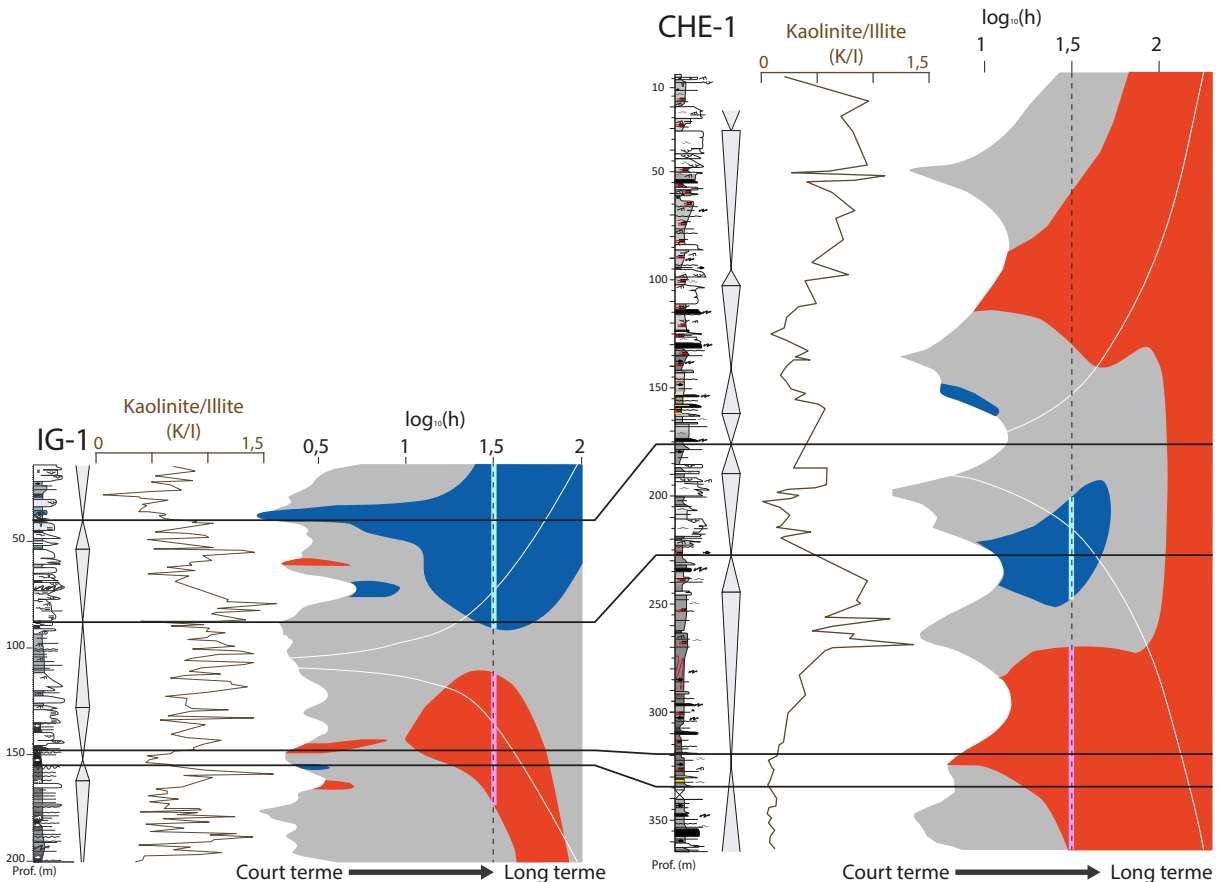 CHE-1
Kaolinite/Illite
(K/I)
0
1,5
log₁₀(h)
1
1,5
2
10
50
100
150
200
250
300
350
Prof. (m)
Court terme
Long terme
IG-1
Kaolinite/Illite
(K/I)
0
1,5
log₁₀(h)
0,5
1
1,5
2
50
100
150
200
Prof. (m)
Court terme
Long terme